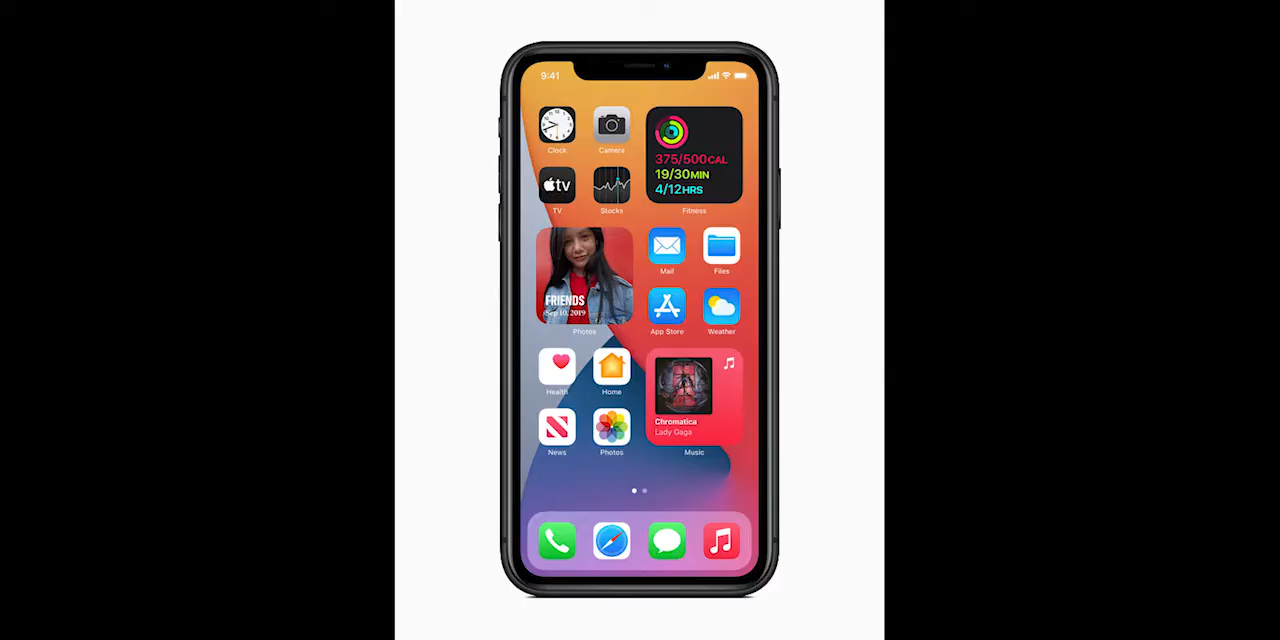 9:41
Clock
Camera
375/500CAL
19/30MIN
4/12HRS
tv
TV
Stocks
Fitness
FRIENDS
Sep 10, 2019
Photos
Mail
Files
App Store
Weather
Health
Home
Chromatica
Lady Gaga
News
Photos
Music